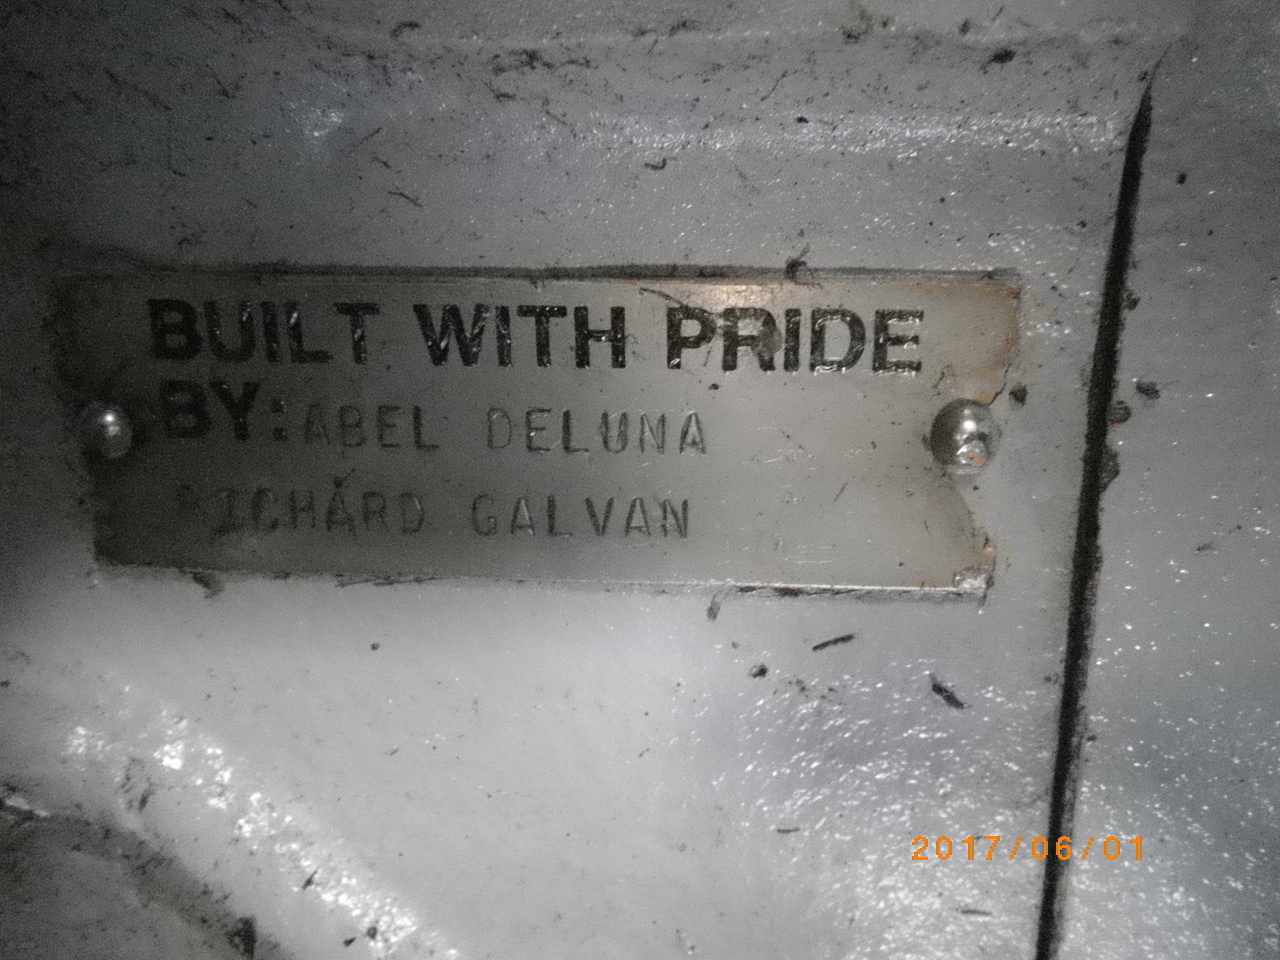 BUILT WITH PRIDE
BY: ABEL DELUNA
RICHARD GALVAN
2017/06/01